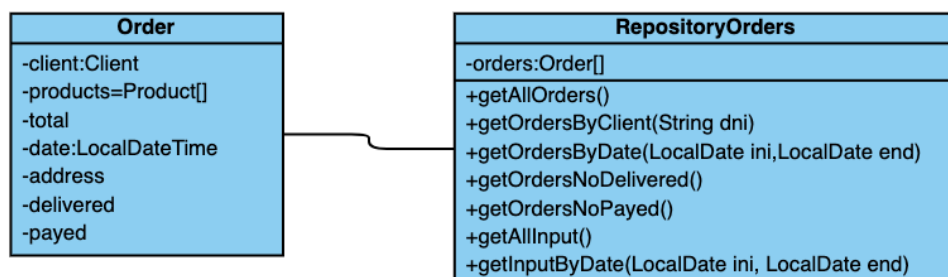 Order
-client:Client
-products=Product[]
-total
-date:LocalDateTime
-address
-delivered
-payed
RepositoryOrders
-orders:Order[]
+getAllOrders()
+getOrdersByClient(String dni)
+getOrdersByDate(LocalDate ini,LocalDate end)
+getOrdersNoDelivered()
+getOrdersNoPayed()
+getAllInput()
+getInputByDate(LocalDate ini, LocalDate end)